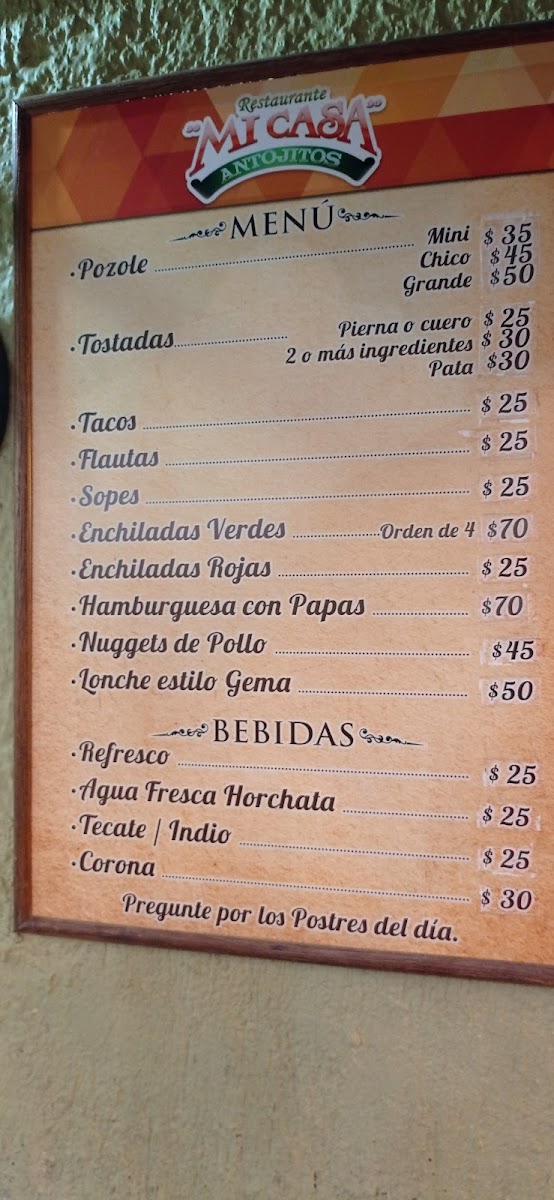 Restaurante
"MI CASA"
ANTOJITOS
MENÚ
·Pozole ........ Mini $ 35
Chico $ 45
Grande $ 50
·Tostadas ........ Pierna o cuero $ 25
2 o más ingredientes $ 30
Pata $30
·Tacos ........ $ 25
·Flautas ........ $ 25
·Sopes ........ $ 25
·Enchiladas Verdes ........ Orden de 4 $70
·Enchiladas Rojas ........ $ 25
·Hamburguesa con Papas ........ $70
·Nuggets de Pollo ........ $45
·Lonche estilo Gema ........ $50
BEBIDAS
·Refresco ........ $ 25
·Agua Fresca Horchata ........ $ 25
·Tecate / Indio ........ $ 25
·Corona ........ $ 30
Pregunte por los Postres del día.